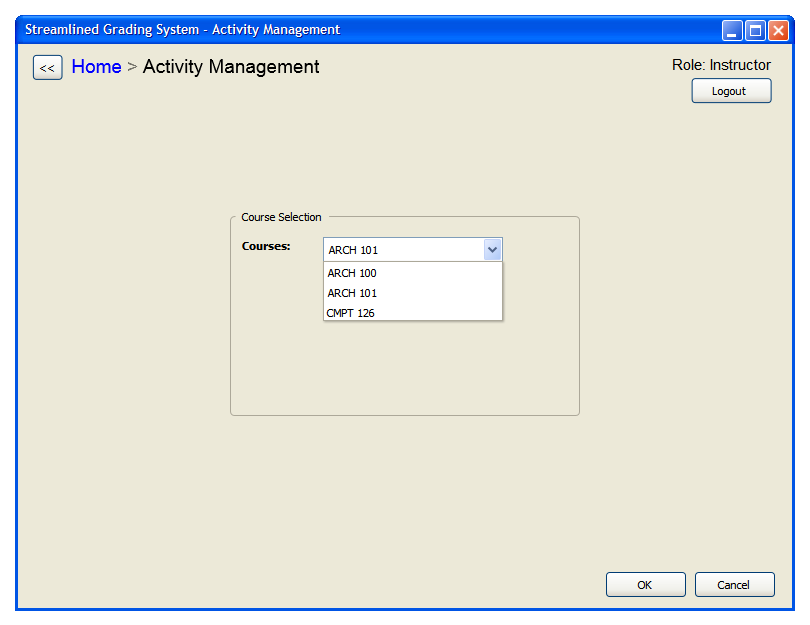 Streamlined Grading System - Activity Management
<< Home > Activity Management
Role: Instructor
Logout
Course Selection
Courses: ARCH 101
ARCH 100
ARCH 101
CMPT 126
OK Cancel